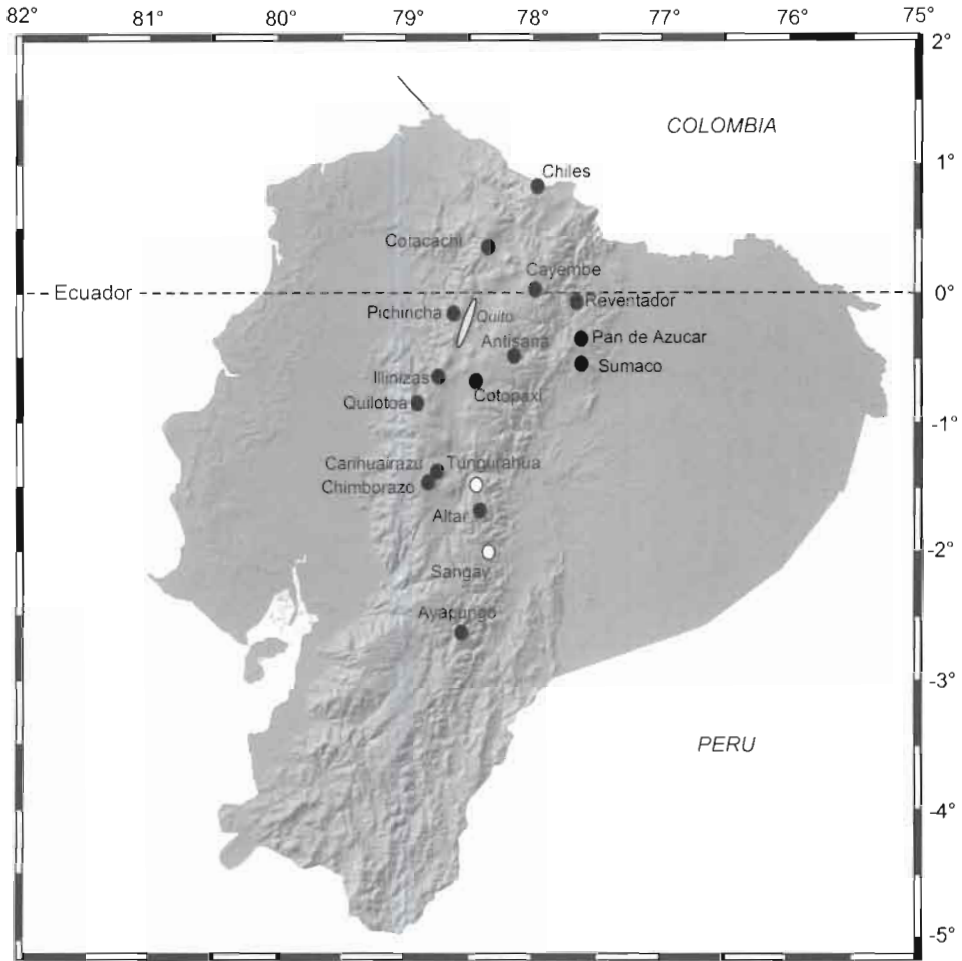 82° 81° 80° 79° 78° 77° 76° 75°
2°
COLOMBIA
1°
Chiles
Cotacachi
Cayembe
Ecuador
0°
Reventador
Pichincha
Quito
Pan de Azucar
Antisana
Sumaco
Illinizas
Cotopaxi
Quilotoa
-1°
Carihuairazu
Tungurahua
Chimborazo
Altar
-2°
Sangay
Ayapungo
-3°
PERU
-4°
-5°